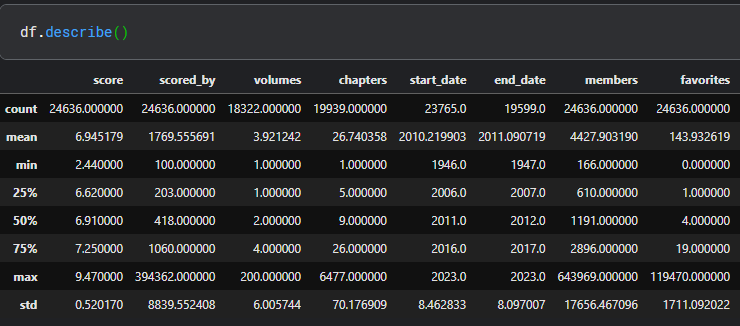 df.describe()
score scored_by volumes chapters start_date end_date members favorites
count 24636.000000 24636.000000 18322.000000 19939.000000 23765.0 19599.0 24636.000000 24636.000000
mean 6.945179 1769.555691 3.921242 26.740358 2010.219903 2011.090719 4427.903190 143.932619
min 2.440000 100.000000 1.000000 1.000000 1946.0 1947.0 166.000000 0.000000
25% 6.620000 203.000000 1.000000 5.000000 2006.0 2007.0 610.000000 1.000000
50% 6.910000 418.000000 2.000000 9.000000 2011.0 2012.0 1191.000000 4.000000
75% 7.250000 1060.000000 4.000000 26.000000 2016.0 2017.0 2896.000000 19.000000
max 9.470000 394362.000000 200.000000 6477.000000 2023.0 2023.0 643969.000000 119470.000000
std 0.520170 8839.552408 6.005744 70.176909 8.462833 8.097007 17656.467096 1711.092022